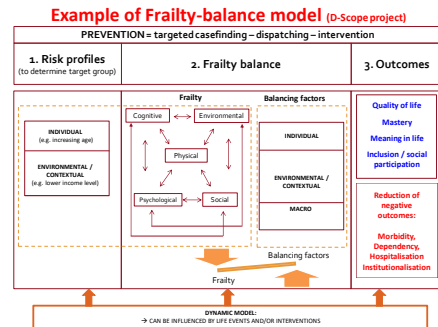 Example of Frailty-balance model (D-Scope project)
PREVENTION = targeted casefinding – dispatching – intervention
1. Risk profiles
(to determine target group)
2. Frailty balance
3. Outcomes
Frailty
Balancing factors
Cognitive
Environmental
Physical
Psychological
Social
INDIVIDUAL
(e.g. increasing age)
ENVIRONMENTAL /
CONTEXTUAL
(e.g. lower income level)
INDIVIDUAL
ENVIRONMENTAL /
CONTEXTUAL
MACRO
Balancing factors
Frailty
Quality of life
Mastery
Meaning in life
Inclusion / social
participation
Reduction of
negative
outcomes:
Morbidity,
Dependency,
Hospitalisation
Institutionalisation
DYNAMIC MODEL:
→ CAN BE INFLUENCED BY LIFE EVENTS AND/OR INTERVENTIONS